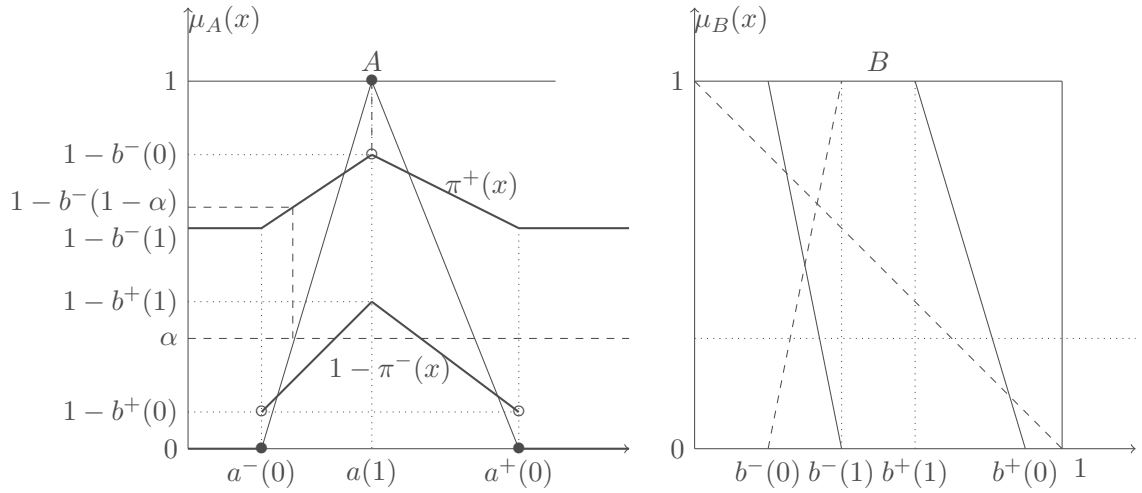 μ_A(x)
A
1
1 − b⁻(0)
π⁺(x)
1 − b⁻(1 − α)
1 − b⁻(1)
1 − b⁺(1)
α
1 − π⁻(x)
1 − b⁺(0)
0
a⁻(0) a(1) a⁺(0)
μ_B(x)
B
1
0
b⁻(0) b⁻(1) b⁺(1) b⁺(0) 1